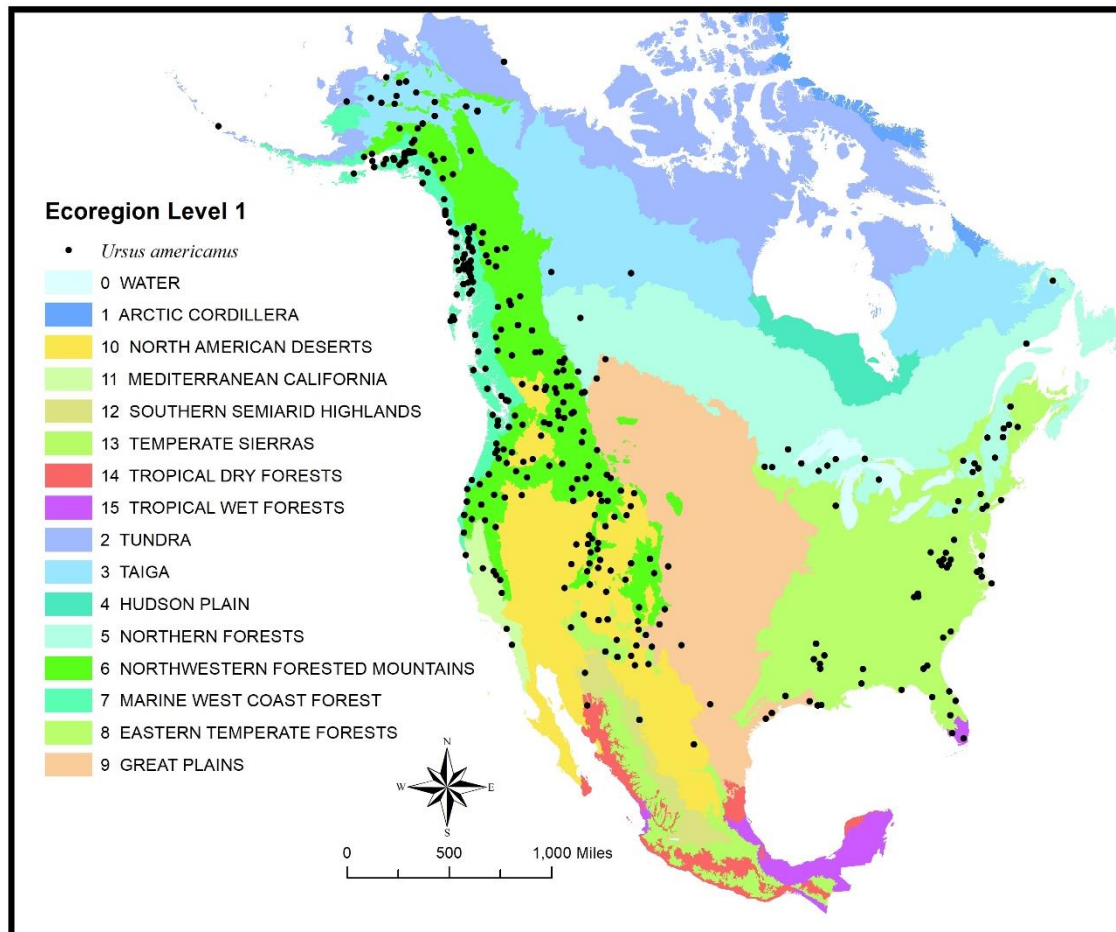 Ecoregion Level 1
Ursus americanus
0 WATER
1 ARCTIC CORDILLERA
10 NORTH AMERICAN DESERTS
11 MEDITERRANEAN CALIFORNIA
12 SOUTHERN SEMIARID HIGHLANDS
13 TEMPERATE SIERRAS
14 TROPICAL DRY FORESTS
15 TROPICAL WET FORESTS
2 TUNDRA
3 TAIGA
4 HUDSON PLAIN
5 NORTHERN FORESTS
6 NORTHWESTERN FORESTED MOUNTAINS
7 MARINE WEST COAST FOREST
8 EASTERN TEMPERATE FORESTS
9 GREAT PLAINS
N
W E
S
0 500 1,000 Miles